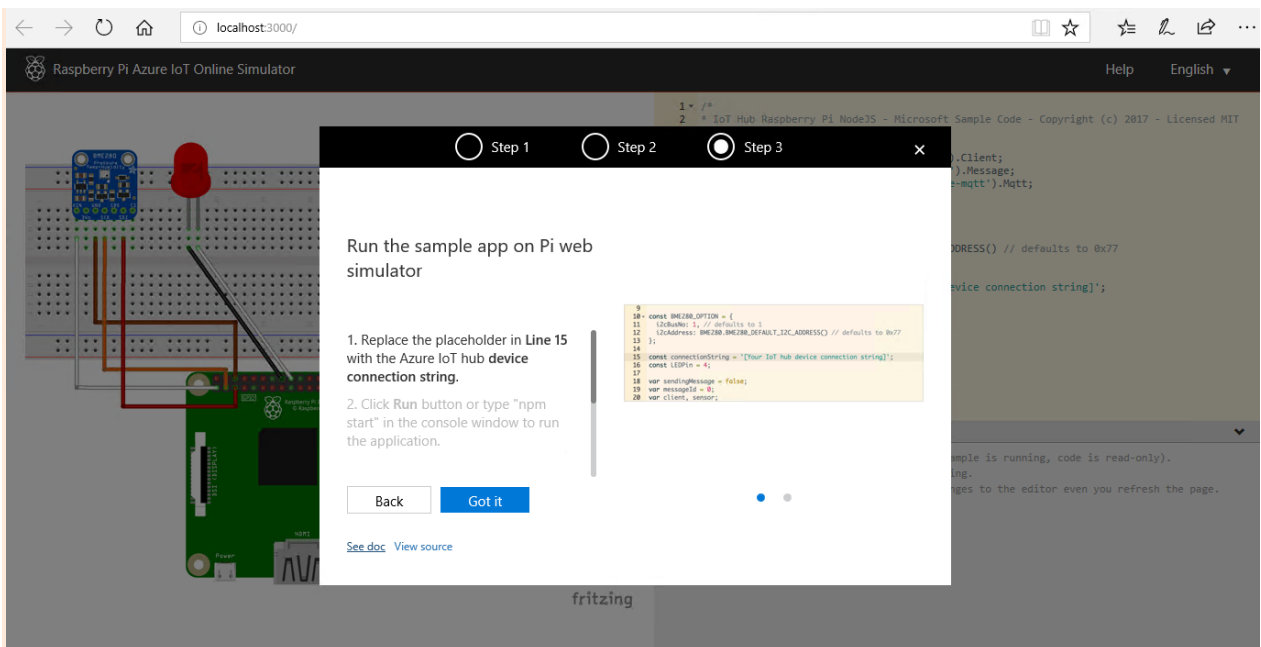 localhost:3000/
Raspberry Pi Azure IoT Online Simulator
Help
English
1 /*
2 * IoT Hub Raspberry Pi NodeJS - Microsoft Sample Code - Copyright (c) 2017 - Licensed MIT
).Client;
').Message;
e-mqtt').Mqtt;
DDRESS() // defaults to 0x77
evice connection string]';
Step 1
Step 2
Step 3
BME280
Run the sample app on Pi web
simulator
1. Replace the placeholder in Line 15
with the Azure IoT hub device
connection string.
2. Click Run button or type "npm
start" in the console window to run
the application.
9
10 const BME280_OPTION = {
11 i2cBusNo: 1, // defaults to 1
12 i2cAddress: BME280.BME280_DEFAULT_I2C_ADDRESS() // defaults to 0x77
13 };
14
15 const connectionString = '[Your IoT hub device connection string]';
16 const LEDPin = 4;
17
18 var sendingMessage = false;
19 var messageId = 0;
20 var client, sensor;
Back
Got it
See doc View source
ample is running, code is read-only).
ing.
nges to the editor even you refresh the page.
DSI (DISPLAY)
Power
HDMI
fritzing